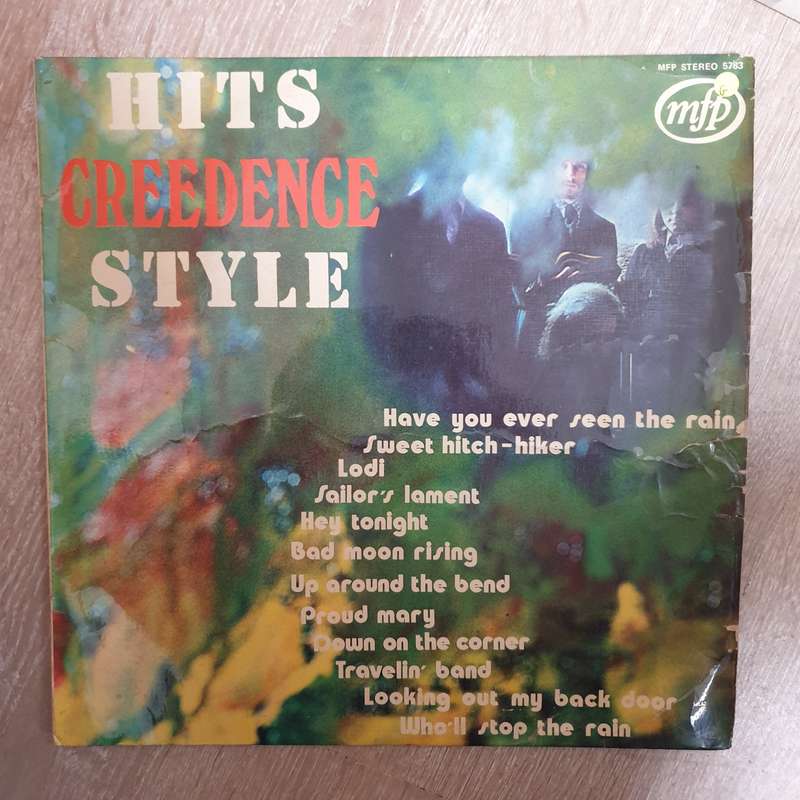 MFP STEREO 5783
mfp
HITS
CREEDENCE
STYLE
Have you ever seen the rain
Sweet hitch-hiker
Lodi
Sailor's lament
Hey tonight
Bad moon rising
Up around the bend
Proud mary
Down on the corner
Travelin' band
Looking out my back door
Who'll stop the rain